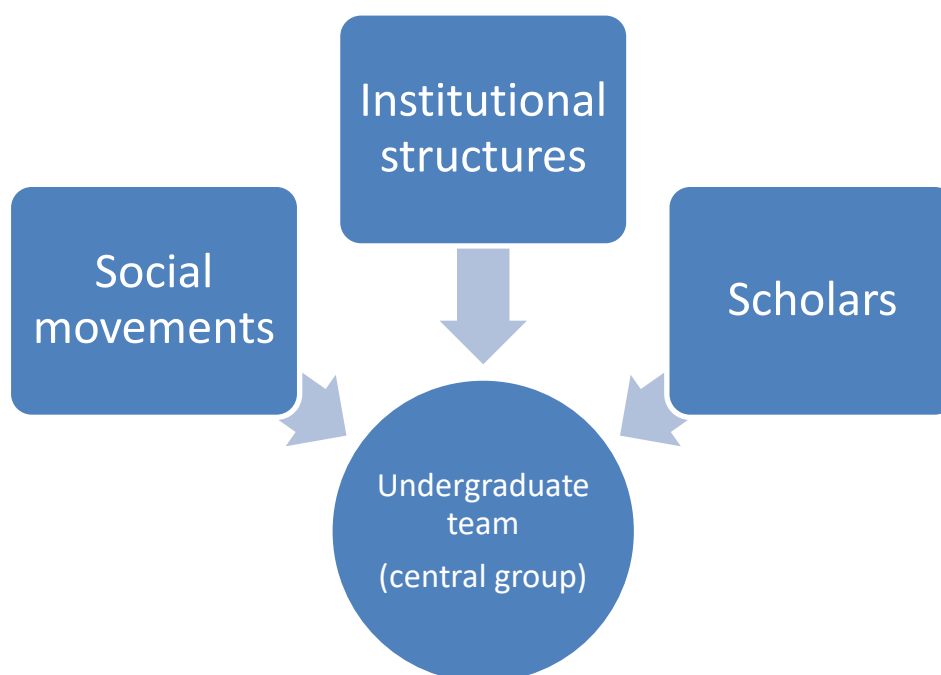 Institutional
structures
Social
movements
Scholars
Undergraduate
team
(central group)